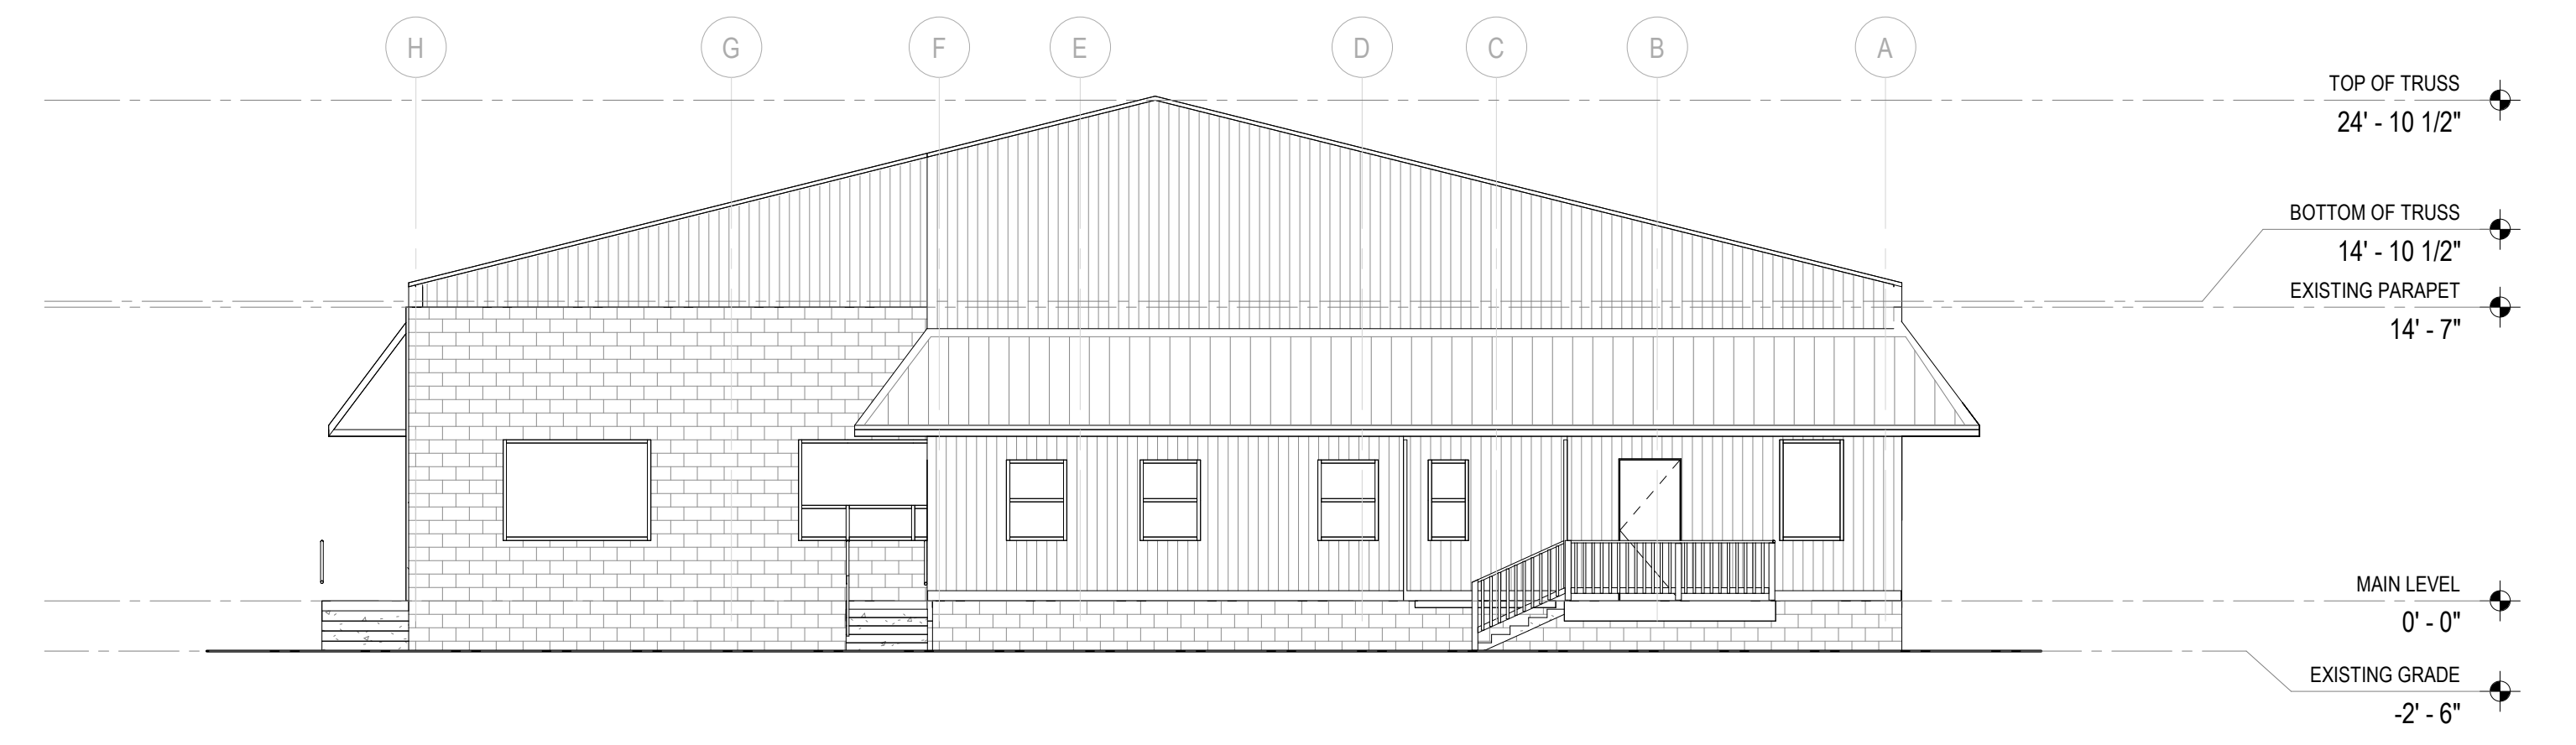 H G F E D C B A
TOP OF TRUSS
24' - 10 1/2"
BOTTOM OF TRUSS
14' - 10 1/2"
EXISTING PARAPET
14' - 7"
MAIN LEVEL
0' - 0"
EXISTING GRADE
-2' - 6"